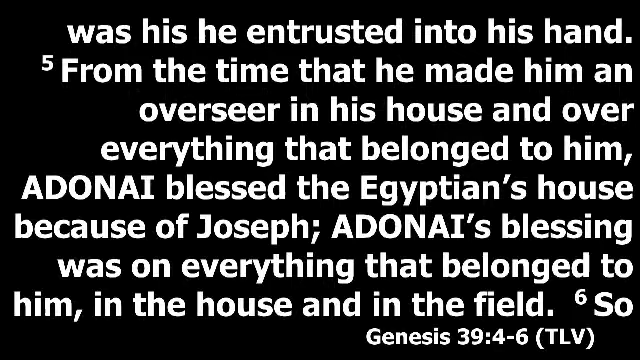 was his he entrusted into his hand.
5 From the time that he made him an
overseer in his house and over
everything that belonged to him,
ADONAI blessed the Egyptian’s house
because of Joseph; ADONAI’s blessing
was on everything that belonged to
him, in the house and in the field. 6 So
Genesis 39:4-6 (TLV)